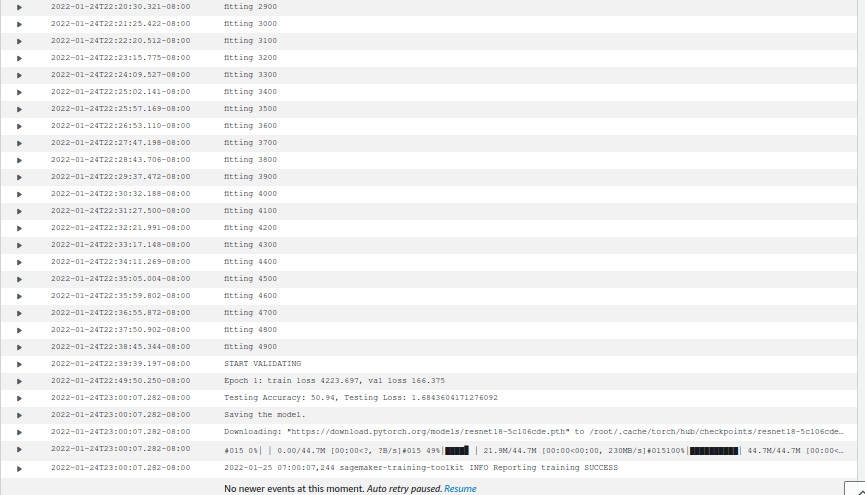 2022-01-24T22:20:30.321-08:00 fitting 2900
2022-01-24T22:21:25.422-08:00 fitting 3000
2022-01-24T22:22:20.512-08:00 fitting 3100
2022-01-24T22:23:15.775-08:00 fitting 3200
2022-01-24T22:24:09.527-08:00 fitting 3300
2022-01-24T22:25:02.141-08:00 fitting 3400
2022-01-24T22:25:57.169-08:00 fitting 3500
2022-01-24T22:26:53.110-08:00 fitting 3600
2022-01-24T22:27:47.198-08:00 fitting 3700
2022-01-24T22:28:43.706-08:00 fitting 3800
2022-01-24T22:29:37.472-08:00 fitting 3900
2022-01-24T22:30:32.188-08:00 fitting 4000
2022-01-24T22:31:27.500-08:00 fitting 4100
2022-01-24T22:32:21.991-08:00 fitting 4200
2022-01-24T22:33:17.148-08:00 fitting 4300
2022-01-24T22:34:11.269-08:00 fitting 4400
2022-01-24T22:35:05.004-08:00 fitting 4500
2022-01-24T22:35:59.802-08:00 fitting 4600
2022-01-24T22:36:55.872-08:00 fitting 4700
2022-01-24T22:37:50.902-08:00 fitting 4800
2022-01-24T22:38:45.344-08:00 fitting 4900
2022-01-24T22:39:39.197-08:00 START VALIDATING
2022-01-24T22:49:50.250-08:00 Epoch 1: train loss 4223.697, val loss 166.375
2022-01-24T23:00:07.282-08:00 Testing Accuracy: 50.94, Testing Loss: 1.6843604171276092
2022-01-24T23:00:07.282-08:00 Saving the model.
2022-01-24T23:00:07.282-08:00 Downloading: "https://download.pytorch.org/models/resnet18-5c106cde.pth" to /root/.cache/torch/hub/checkpoints/resnet18-5c106cde…
2022-01-24T23:00:07.282-08:00 #015 0%| | 0.00/44.7M [00:00<?, ?B/s]#015 49%|████▉ | 21.9M/44.7M [00:00<00:00, 230MB/s]#015100%|██████████| 44.7M/44.7M [00:00<…
2022-01-24T23:00:07.282-08:00 2022-01-25 07:00:07,244 sagemaker-training-toolkit INFO Reporting training SUCCESS
No newer events at this moment. Auto retry paused. Resume